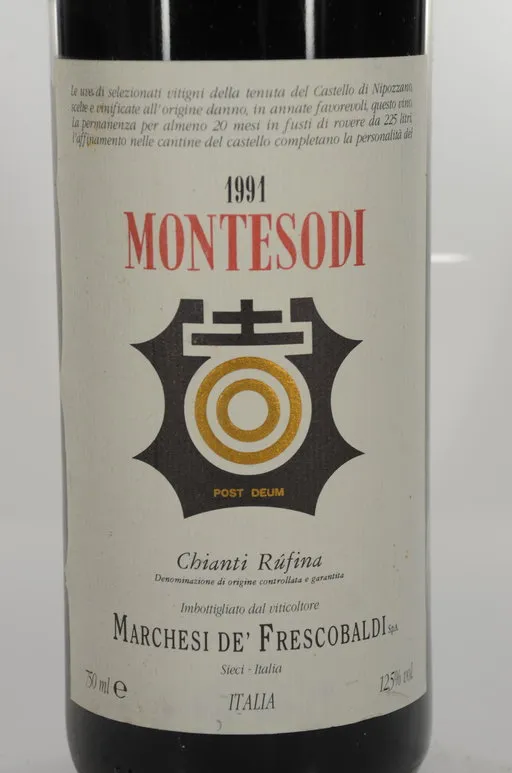 Le uve di selezionati vitigni della tenuta del Castello di Nipozzano,
scelte e vinificate all'origine danno, in annate favorevoli, questo vino.
La permanenza per almeno 20 mesi in fusti di rovere da 225 litri,
l'affinamento nelle cantine del castello completano la personalità del
1991
MONTESODI
POST DEUM
Chianti Rúfina
Denominazione di origine controllata e garantita
Imbottigliato dal viticoltore
MARCHESI DE' FRESCOBALDI SpA
Sieci - Italia
750 ml e
12.5% vol.
ITALIA